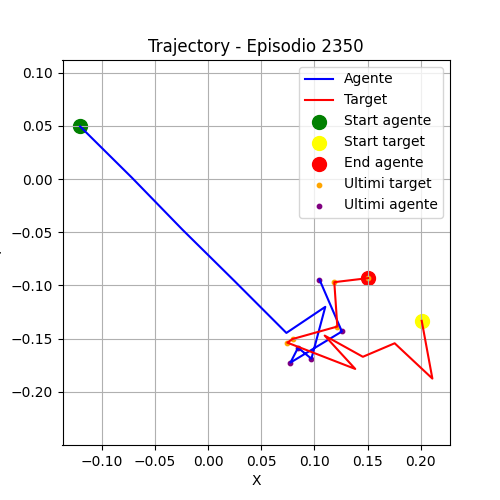 Trajectory - Episodio 2350
0.10
0.05
0.00
−0.05
−0.10
−0.15
−0.20
Agente
Target
Start agente
Start target
End agente
Ultimi target
Ultimi agente
−0.10 −0.05 0.00 0.05 0.10 0.15 0.20
X